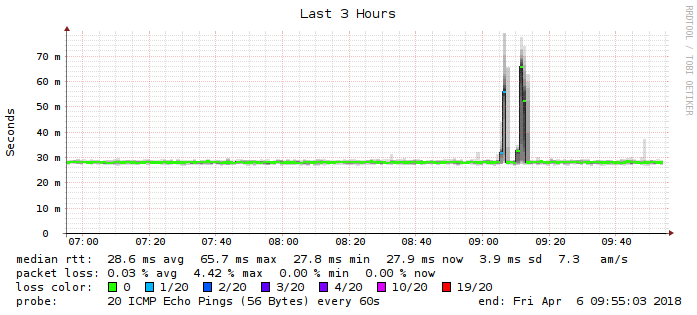 Last 3 Hours
RRDTOOL / TOBI OETIKER
Seconds
70 m
60 m
50 m
40 m
30 m
20 m
10 m
0
07:00 07:20 07:40 08:00 08:20 08:40 09:00 09:20 09:40
median rtt: 28.6 ms avg 65.7 ms max 27.8 ms min 27.9 ms now 3.9 ms sd 7.3 am/s
packet loss: 0.03 % avg 4.42 % max 0.00 % min 0.00 % now
loss color: 0 1/20 2/20 3/20 4/20 10/20 19/20
probe: 20 ICMP Echo Pings (56 Bytes) every 60s end: Fri Apr 6 09:55:03 2018